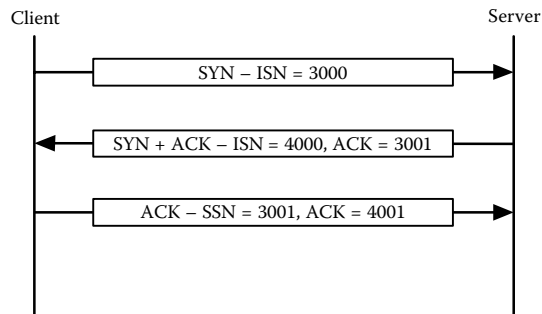 Client
Server
SYN – ISN = 3000
SYN + ACK – ISN = 4000, ACK = 3001
ACK – SSN = 3001, ACK = 4001